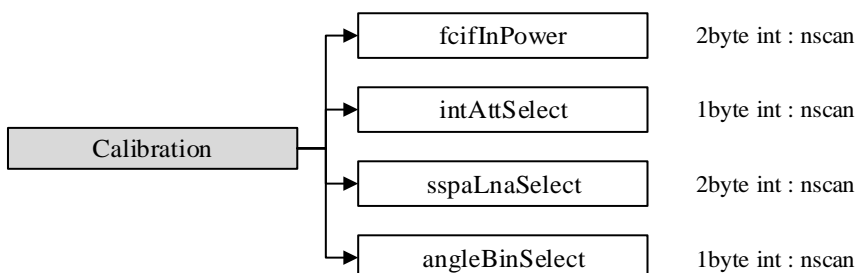 fcifInPower 2byte int : nscan
intAttSelect 1byte int : nscan
Calibration
sspaLnaSelect 2byte int : nscan
angleBinSelect 1byte int : nscan